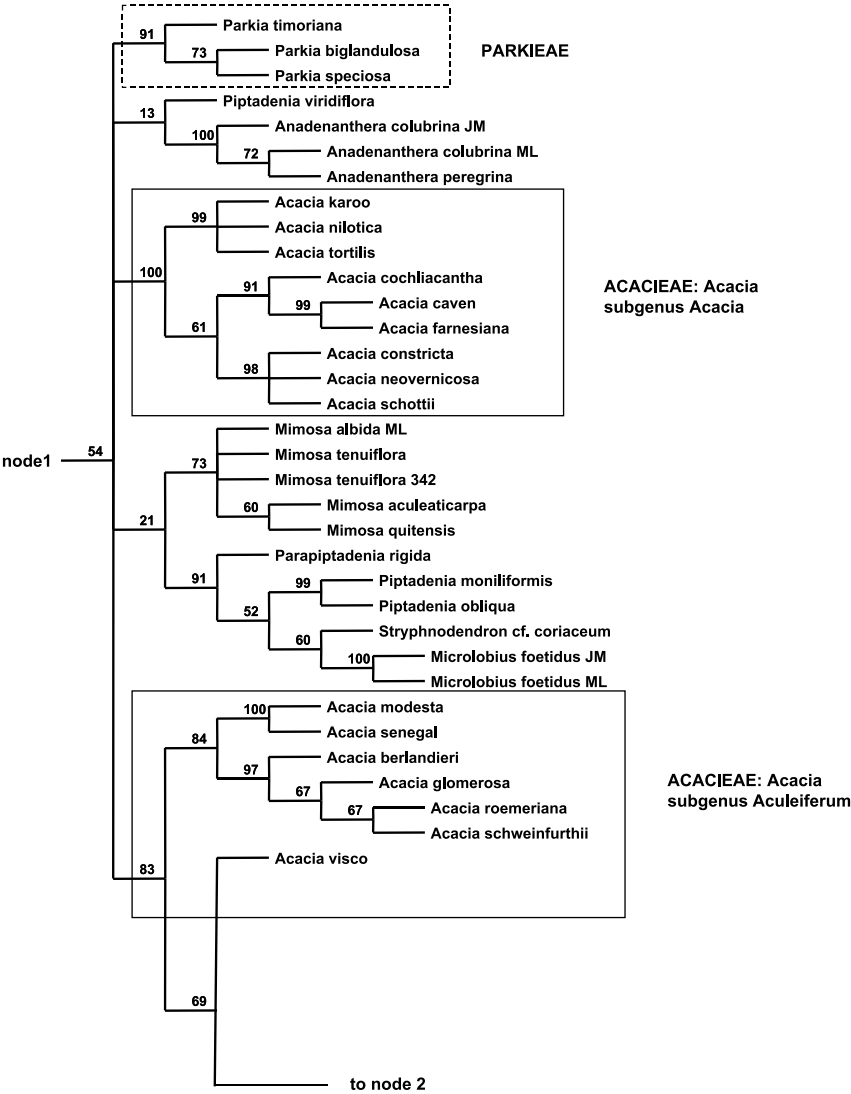 91
Parkia timoriana
73
Parkia biglandulosa
Parkia speciosa
PARKIEAE
13
Piptadenia viridiflora
100
Anadenanthera colubrina JM
72
Anadenanthera colubrina ML
Anadenanthera peregrina
100
99
Acacia karoo
Acacia nilotica
Acacia tortilis
61
91
Acacia cochliacantha
99
Acacia caven
Acacia farnesiana
98
Acacia constricta
Acacia neovernicosa
Acacia schottii
ACACIEAE: Acacia
subgenus Acacia
node1
54
21
73
Mimosa albida ML
Mimosa tenuiflora
Mimosa tenuiflora 342
60
Mimosa aculeaticarpa
Mimosa quitensis
91
Parapiptadenia rigida
52
99
Piptadenia moniliformis
Piptadenia obliqua
60
Stryphnodendron cf. coriaceum
100
Microlobius foetidus JM
Microlobius foetidus ML
83
84
100
Acacia modesta
Acacia senegal
97
Acacia berlandieri
67
Acacia glomerosa
67
Acacia roemeriana
Acacia schweinfurthii
ACACIEAE: Acacia
subgenus Aculeiferum
Acacia visco
69
to node 2